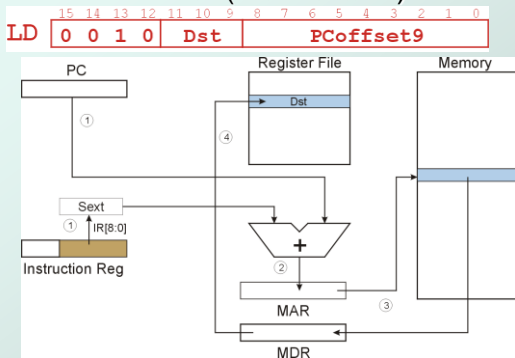 15 14 13 12 11 10 9 8 7 6 5 4 3 2 1 0
LD 0 0 1 0 Dst PCoffset9
PC
Register File
Memory
Dst
1
4
Sext
1
IR[8:0]
+
Instruction Reg
2
3
MAR
MDR